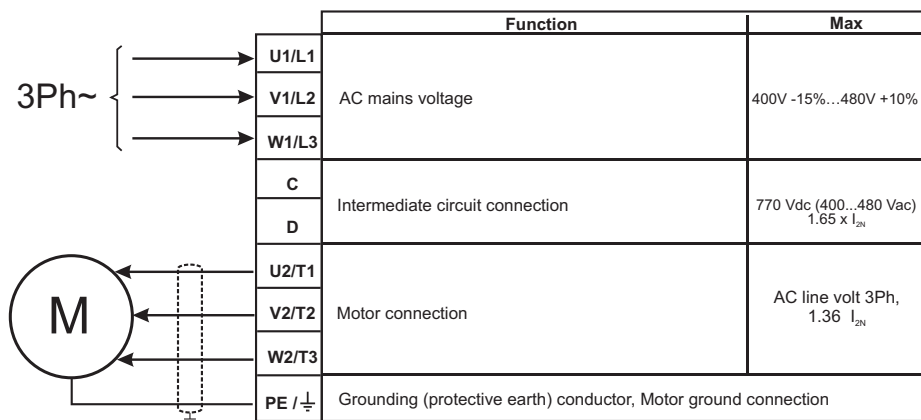 Function Max
U1/L1
3Ph~ V1/L2 AC mains voltage 400V -15%...480V +10%
W1/L3
C
Intermediate circuit connection 770 Vdc (400...480 Vac)
1.65 x I2N
D
U2/T1
M V2/T2 Motor connection AC line volt 3Ph,
1.36 I2N
W2/T3
PE / ⏚ Grounding (protective earth) conductor, Motor ground connection